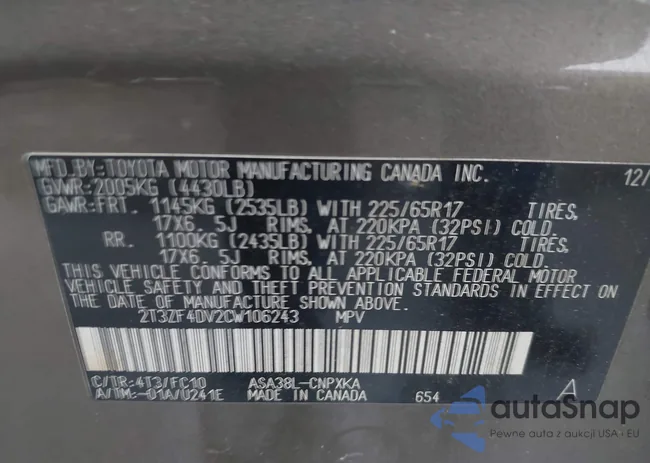 MFD.BY:TOYOTA MOTOR MANUFACTURING CANADA INC. 12/
GVWR:2005KG (4430LB)
GAWR:FRT. 1145KG (2535LB) WITH 225/65R17 TIRES,
17X6.5J RIMS, AT 220KPA (32PSI) COLD.
RR. 1100KG (2435LB) WITH 225/65R17 TIRES,
17X6.5J RIMS, AT 220KPA (32PSI) COLD.
THIS VEHICLE CONFORMS TO ALL APPLICABLE FEDERAL MOTOR
VEHICLE SAFETY AND THEFT PREVENTION STANDARDS IN EFFECT ON
THE DATE OF MANUFACTURE SHOWN ABOVE.
2T3ZF4DV2CW106243 MPV
C/TR:4T3/FC10 ASA38L-CNPXKA
A/TM:-01A/U241E MADE IN CANADA 654 A
autaSnap
Pewne auta z aukcji USA i EU